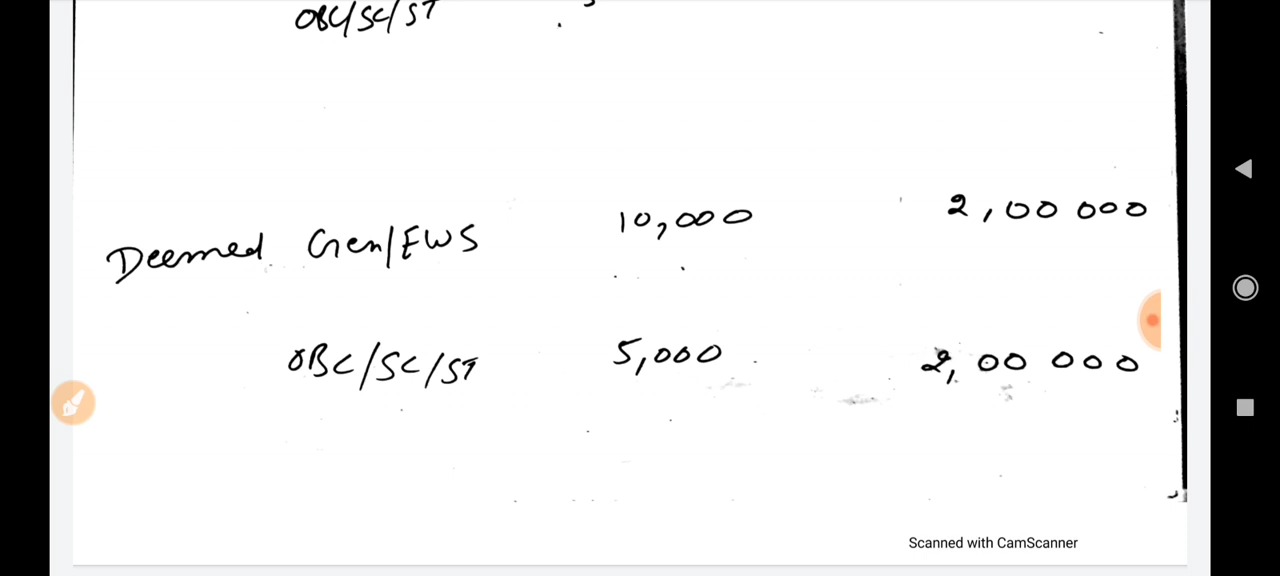 OBC/SC/ST
Deemed Gen/EWS 10,000 2,00 000
OBC/SC/ST 5,000 2,00 000
Scanned with CamScanner